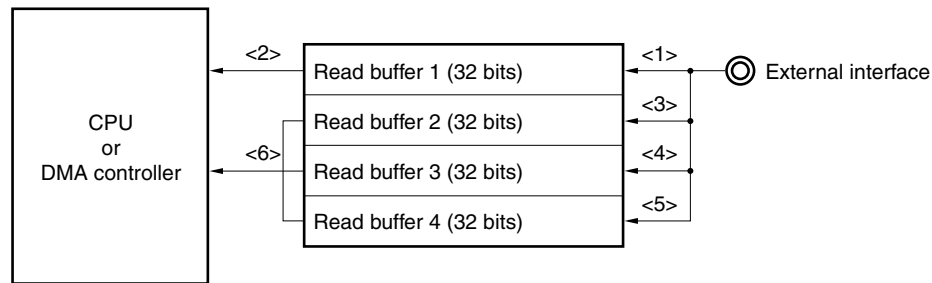 <2>
<1>
Read buffer 1 (32 bits)
External interface
<3>
Read buffer 2 (32 bits)
CPU
or
DMA controller
<6>
<4>
Read buffer 3 (32 bits)
<5>
Read buffer 4 (32 bits)